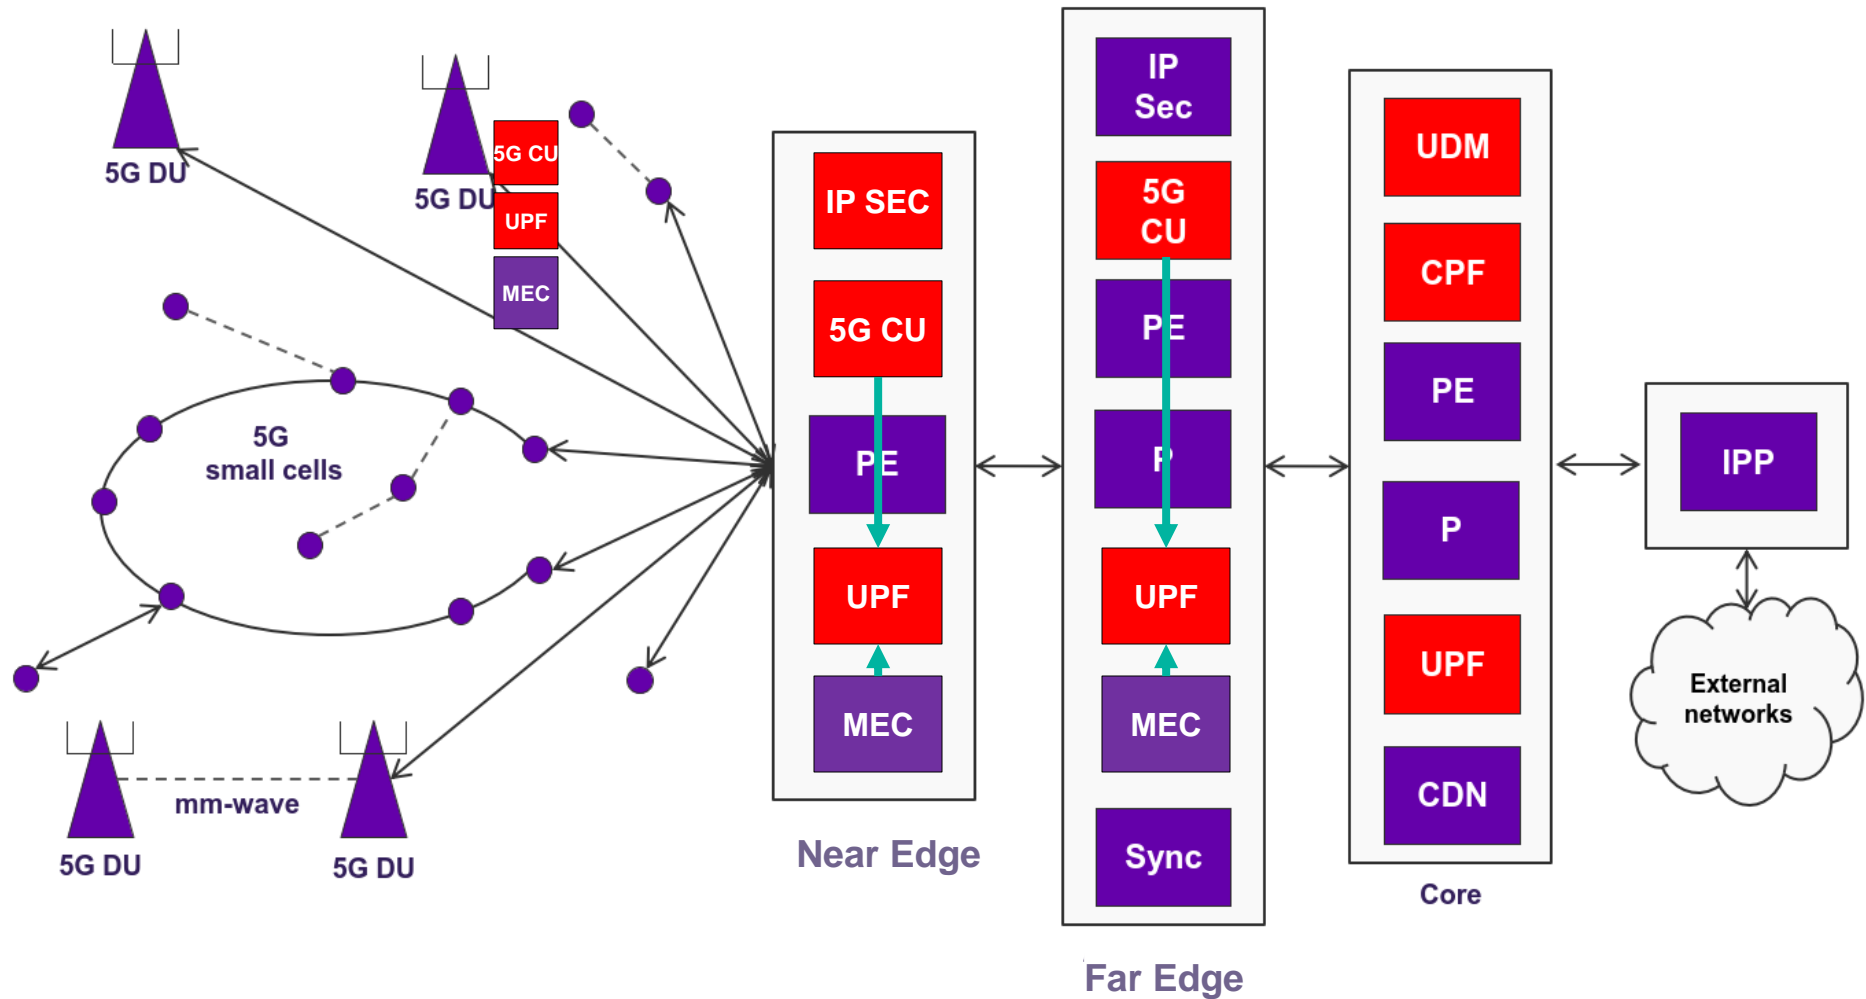 5G DU
5G DU
5G CU
UPF
MEC
5G
small cells
mm-wave
5G DU
5G DU
IP SEC
5G CU
PE
UPF
MEC
Near Edge
IP
Sec
5G
CU
PE
P
UPF
MEC
Sync
Far Edge
UDM
CPF
PE
P
UPF
CDN
Core
IPP
External
networks